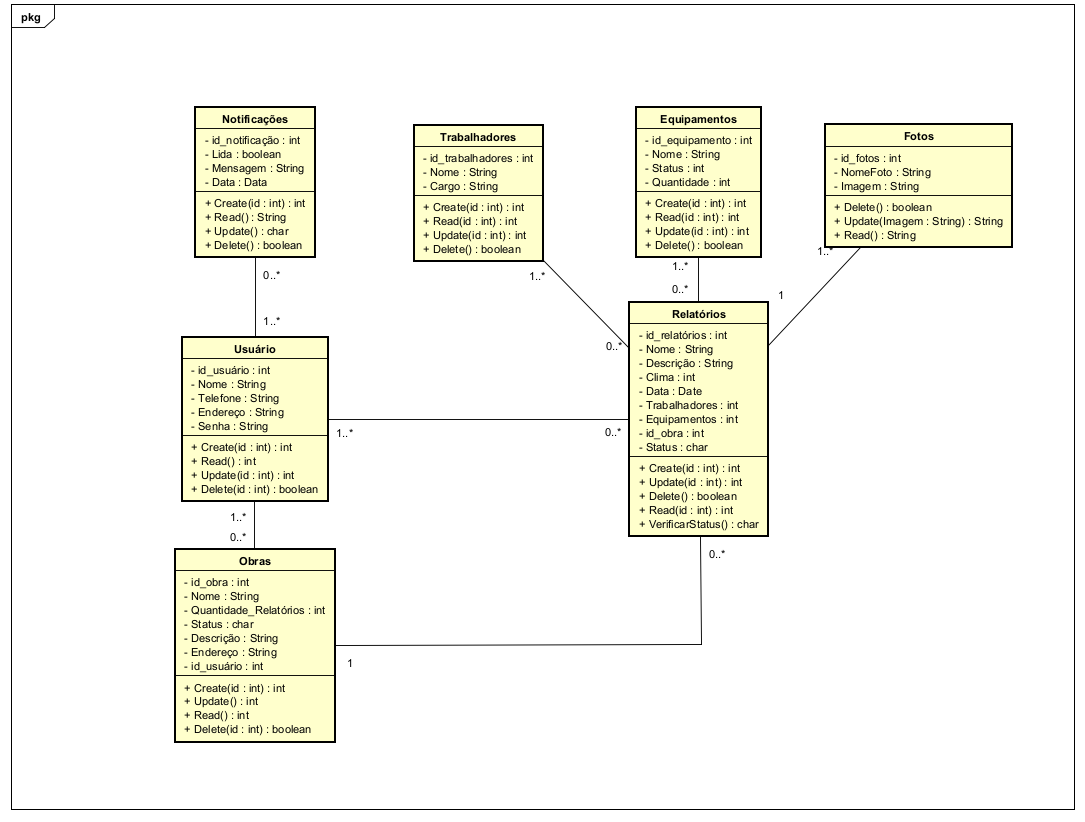 pkg
Notificações
- id_notificação : int
- Lida : boolean
- Mensagem : String
- Data : Data
+ Create(id : int) : int
+ Read() : String
+ Update() : char
+ Delete() : boolean
0..*
1..*
Trabalhadores
- id_trabalhadores : int
- Nome : String
- Cargo : String
+ Create(id : int) : int
+ Read(id : int) : int
+ Update(id : int) : int
+ Delete() : boolean
1..*
0..*
Equipamentos
- id_equipamento : int
- Nome : String
- Status : int
- Quantidade : int
+ Create(id : int) : int
+ Read(id : int) : int
+ Update(id : int) : int
+ Delete() : boolean
1..*
0..*
Fotos
- id_fotos : int
- NomeFoto : String
- Imagem : String
+ Delete() : boolean
+ Update(Imagem : String) : String
+ Read() : String
1..*
1
Usuário
- id_usuário : int
- Nome : String
- Telefone : String
- Endereço : String
- Senha : String
+ Create(id : int) : int
+ Read() : int
+ Update(id : int) : int
+ Delete(id : int) : boolean
1..*
0..*
Relatórios
- id_relatórios : int
- Nome : String
- Descrição : String
- Clima : int
- Data : Date
- Trabalhadores : int
- Equipamentos : int
- id_obra : int
- Status : char
+ Create(id : int) : int
+ Update(id : int) : int
+ Delete() : boolean
+ Read(id : int) : int
+ VerificarStatus() : char
0..*
1..*
0..*
Obras
- id_obra : int
- Nome : String
- Quantidade_Relatórios : int
- Status : char
- Descrição : String
- Endereço : String
- id_usuário : int
+ Create(id : int) : int
+ Update() : int
+ Read() : int
+ Delete(id : int) : boolean
1